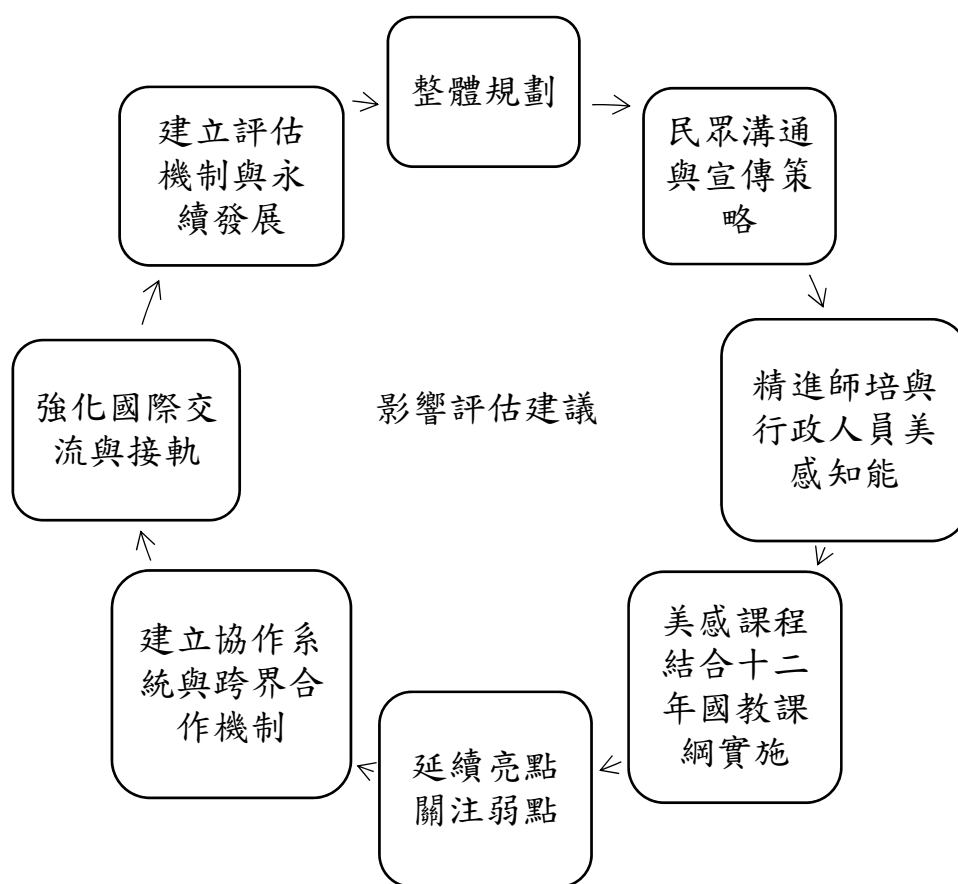 整體規劃
民眾溝通
與宣傳策
略
精進師培與
行政人員美
感知能
美感課程
結合十二
年國教課
綱實施
延續亮點
關注弱點
建立協作系
統與跨界合
作機制
強化國際交
流與接軌
建立評估
機制與永
續發展
影響評估建議